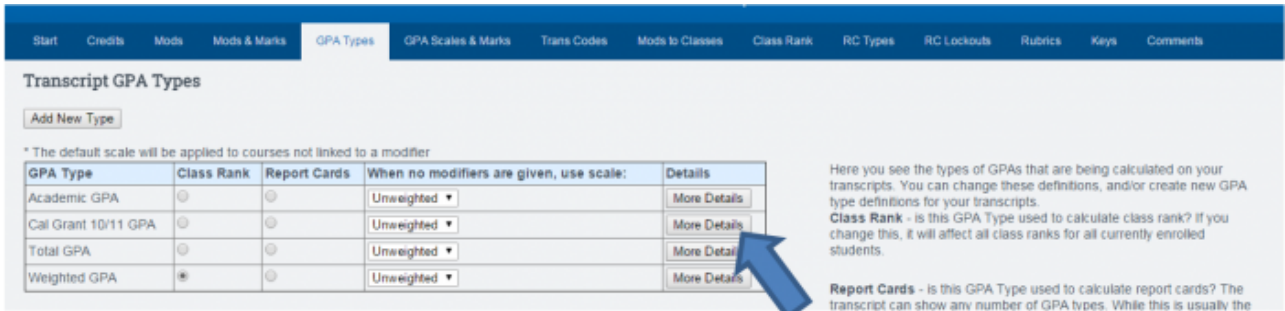 Start Credits Mods Mods & Marks GPA Types GPA Scales & Marks Trans Codes Mods to Classes Class Rank RC Types RC Lockouts Rubrics Keys Comments
Transcript GPA Types
Add New Type
* The default scale will be applied to courses not linked to a modifier
GPA Type Class Rank Report Cards When no modifiers are given, use scale: Details
Academic GPA Unweighted More Details
Cal Grant 10/11 GPA Unweighted More Details
Total GPA Unweighted More Detail
Weighted GPA Unweighted More Details
Here you see the types of GPAs that are being calculated on your
transcripts. You can change these definitions, and/or create new GPA
type definitions for your transcripts.
Class Rank - is this GPA Type used to calculate class rank? If you
change this, it will affect all class ranks for all currently enrolled
students.
Report Cards - is this GPA Type used to calculate report cards? The
transcript can show any number of GPA types. While this is usually the